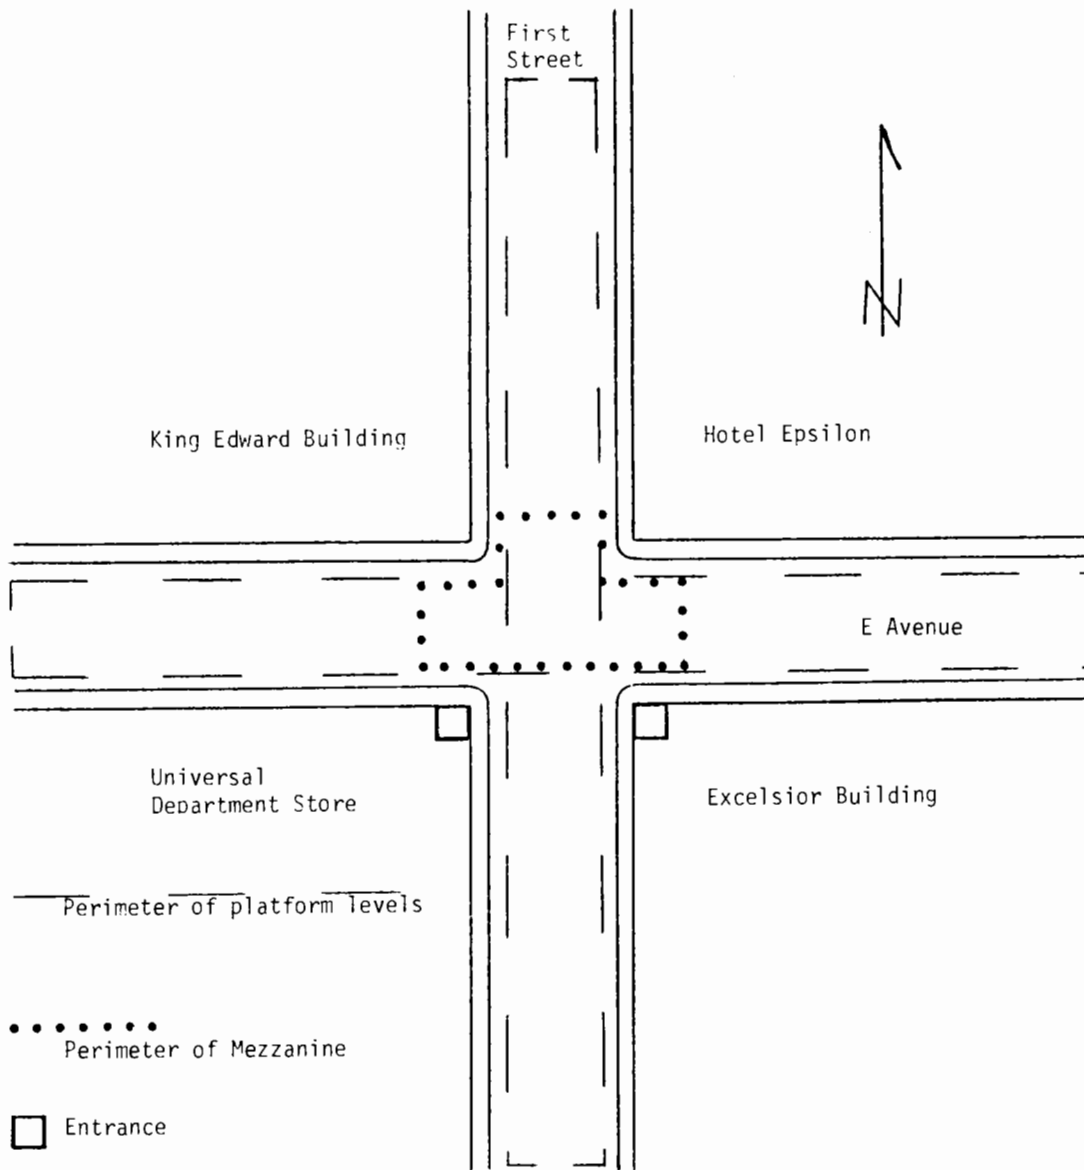 First
Street
N
King Edward Building
Hotel Epsilon
E Avenue
Universal
Department Store
Excelsior Building
Perimeter of platform levels
Perimeter of Mezzanine
Entrance